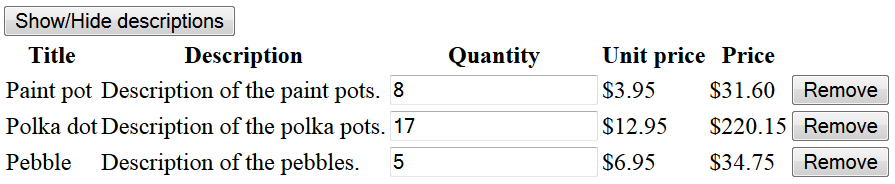 Show/Hide descriptions
Title Description Quantity Unit price Price
Paint pot Description of the paint pots. 8 $3.95 $31.60 Remove
Polka dot Description of the polka pots. 17 $12.95 $220.15 Remove
Pebble Description of the pebbles. 5 $6.95 $34.75 Remove